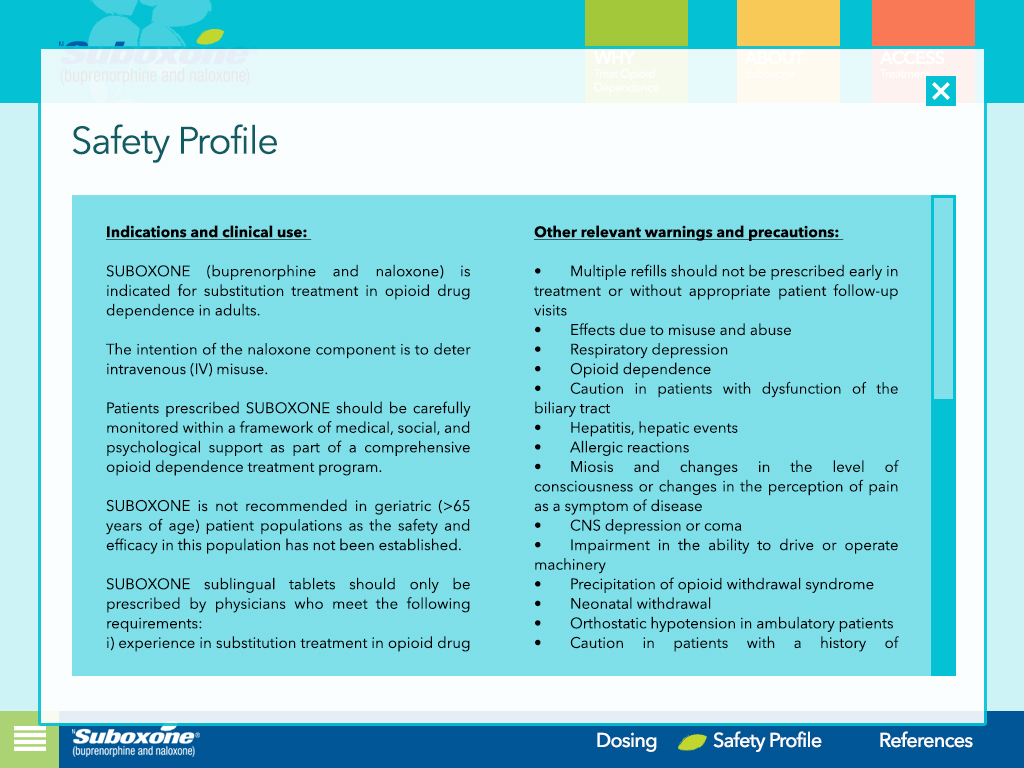 NSuboxone
(buprenorphine and naloxone)
WHY
Treat Opioid
Dependence
ABOUT
ACCESS
Safety Profile
Indications and clinical use:
SUBOXONE (buprenorphine and naloxone) is
indicated for substitution treatment in opioid drug
dependence in adults.
The intention of the naloxone component is to deter
intravenous (IV) misuse.
Patients prescribed SUBOXONE should be carefully
monitored within a framework of medical, social, and
psychological support as part of a comprehensive
opioid dependence treatment program.
SUBOXONE is not recommended in geriatric (>65
years of age) patient populations as the safety and
efficacy in this population has not been established.
SUBOXONE sublingual tablets should only be
prescribed by physicians who meet the following
requirements:
i) experience in substitution treatment in opioid drug
Other relevant warnings and precautions:
• Multiple refills should not be prescribed early in
treatment or without appropriate patient follow-up
visits
• Effects due to misuse and abuse
• Respiratory depression
• Opioid dependence
• Caution in patients with dysfunction of the
biliary tract
• Hepatitis, hepatic events
• Allergic reactions
• Miosis and changes in the level of
consciousness or changes in the perception of pain
as a symptom of disease
• CNS depression or coma
• Impairment in the ability to drive or operate
machinery
• Precipitation of opioid withdrawal syndrome
• Neonatal withdrawal
• Orthostatic hypotension in ambulatory patients
• Caution in patients with a history of
NSuboxone®
(buprenorphine and naloxone)
Dosing
Safety Profile
References